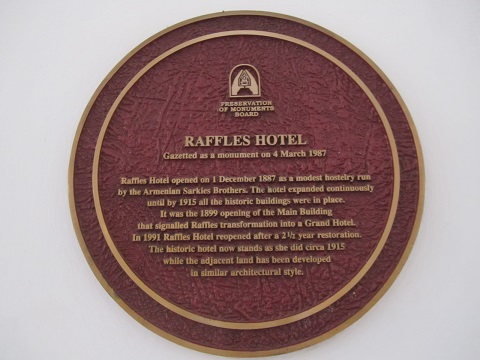 PRESERVATION
OF MONUMENTS
BOARD
RAFFLES HOTEL
Gazetted as a monument on 4 March 1987
Raffles Hotel opened on 1 December 1887 as a modest hostelry run
by the Armenian Sarkies Brothers. The hotel expanded continuously
until by 1915 all the historic buildings were in place.
It was the 1899 opening of the Main Building
that signalled Raffles transformation into a Grand Hotel.
In 1991 Raffles Hotel reopened after a 2½ year restoration.
The historic hotel now stands as she did circa 1915
while the adjacent land has been developed
in similar architectural style.